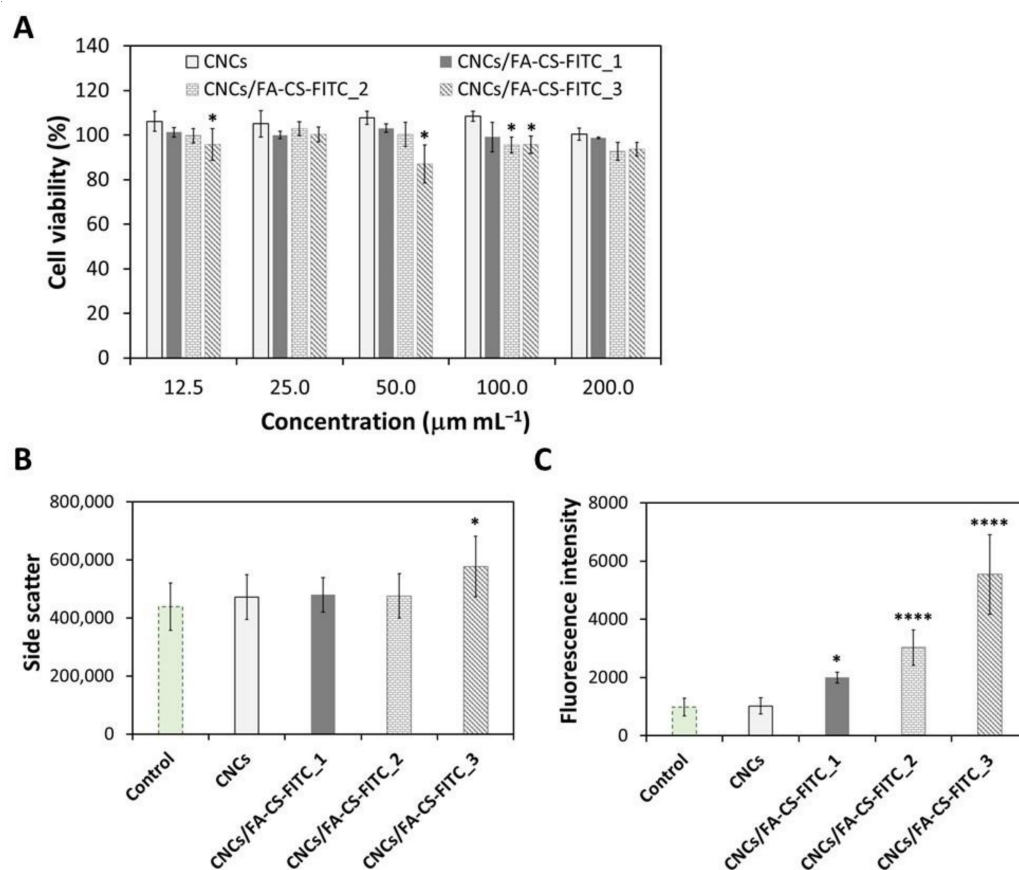 A
140
120
100
80
60
40
20
0
Cell viability (%)
CNCs
CNCs/FA-CS-FITC_1
CNCs/FA-CS-FITC_2
CNCs/FA-CS-FITC_3
*
*
* *
12.5 25.0 50.0 100.0 200.0
Concentration (μm mL⁻¹)
B
800,000
600,000
400,000
200,000
0
Side scatter
*
Control
CNCs
CNCs/FA-CS-FITC_1
CNCs/FA-CS-FITC_2
CNCs/FA-CS-FITC_3
C
8000
6000
4000
2000
0
Fluorescence intensity
*
****
****
Control
CNCs
CNCs/FA-CS-FITC_1
CNCs/FA-CS-FITC_2
CNCs/FA-CS-FITC_3